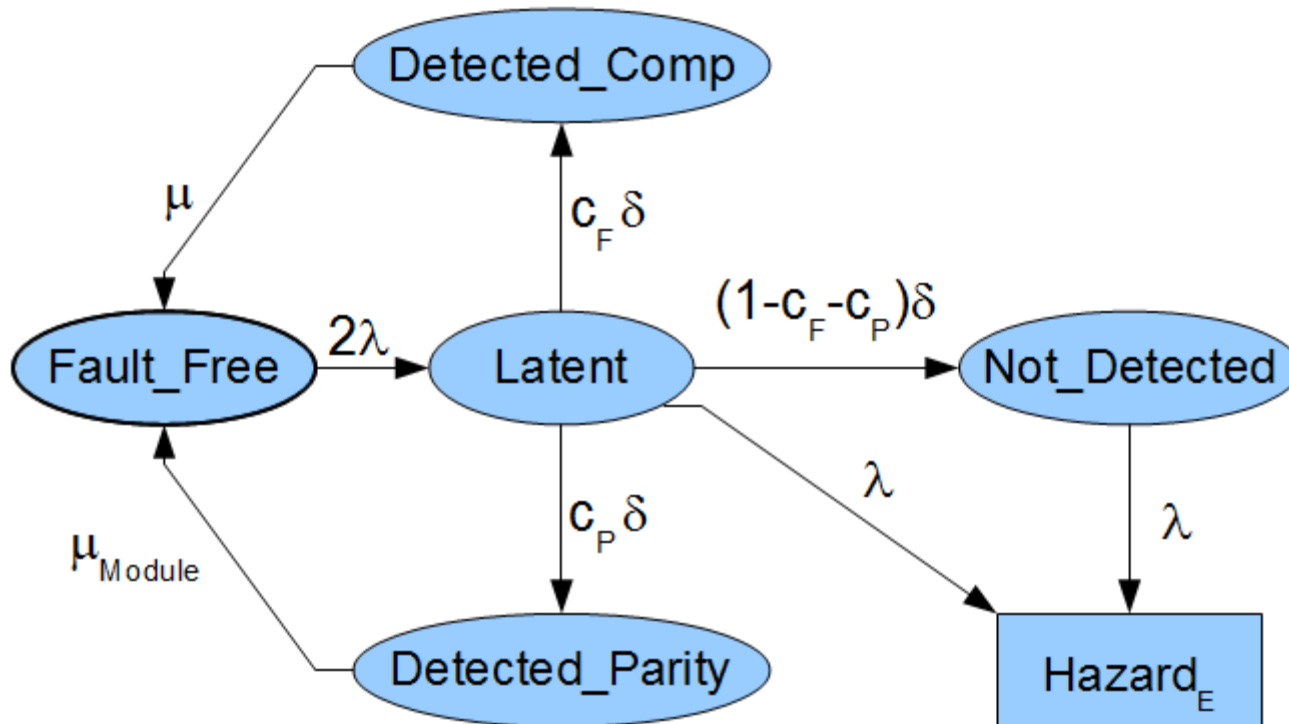 Detected_Comp
μ
c_F δ
(1-c_F-c_P)δ
Fault_Free
2λ
Latent
Not_Detected
λ
λ
c_P δ
μ_Module
Detected_Parity
Hazard_E